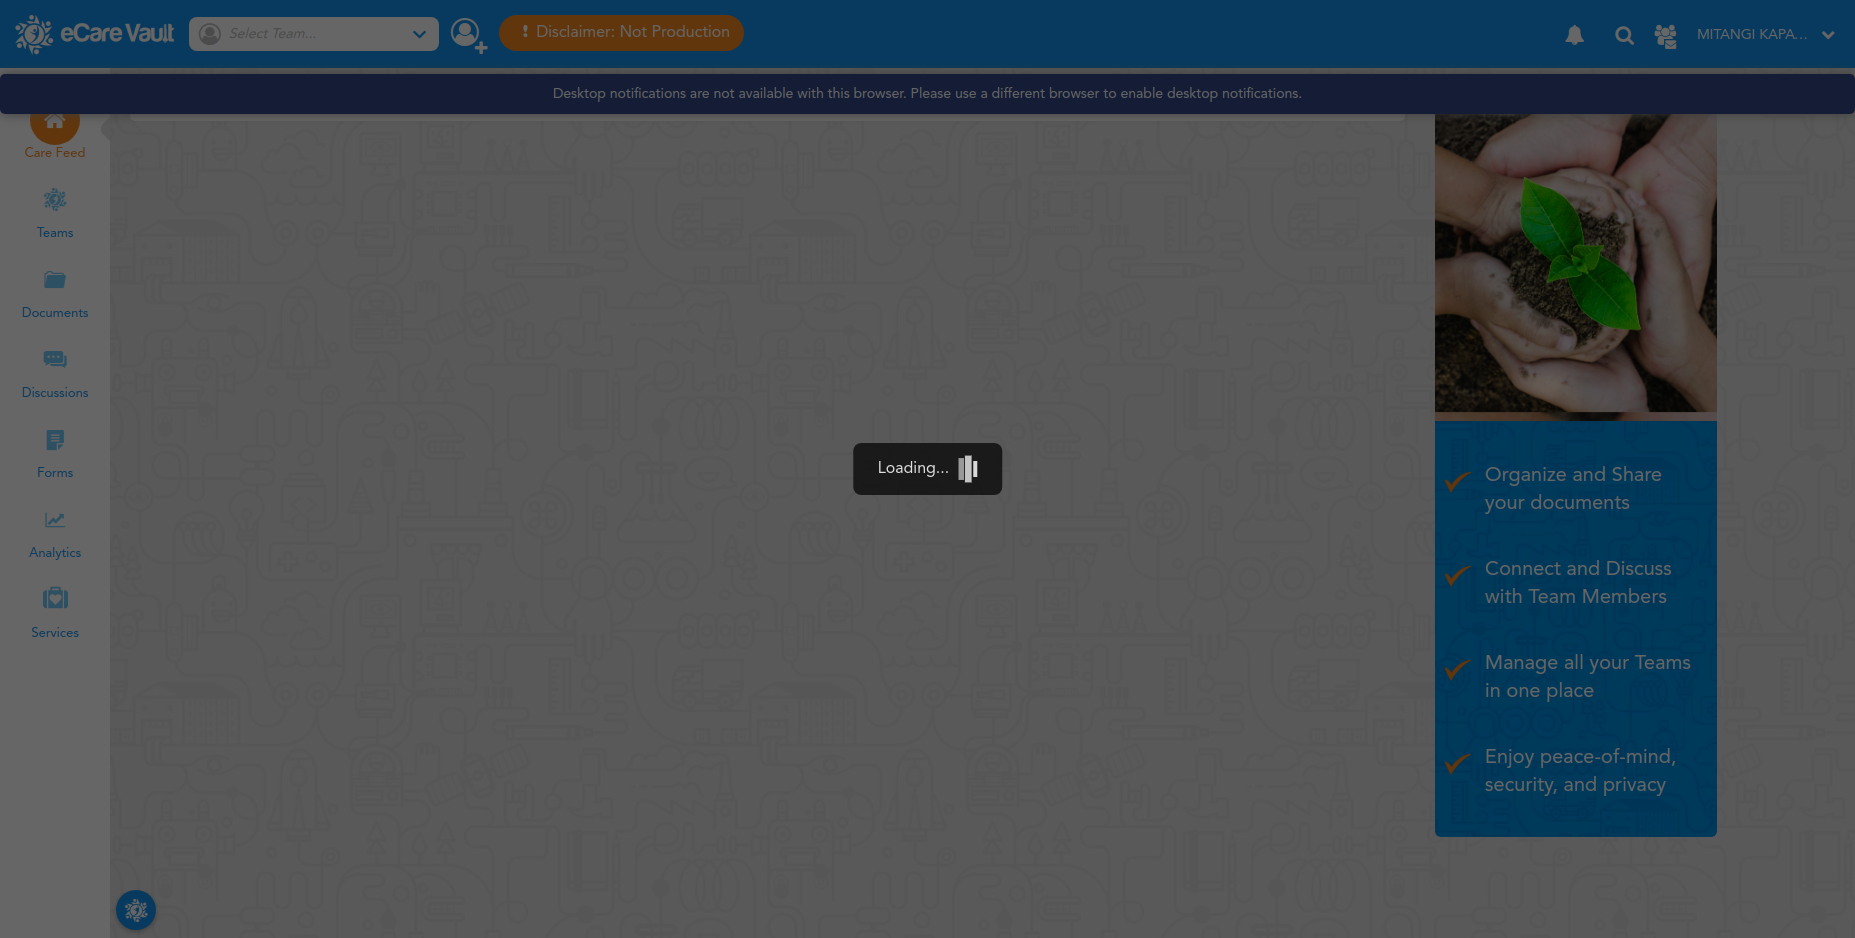 eCare Vault
Select Team...
Disclaimer: Not Production
MITANGI KAPA...
Desktop notifications are not available with this browser. Please use a different browser to enable desktop notifications.
Care Feed
Teams
Documents
Discussions
Forms
Analytics
Services
Loading...
Organize and Share
your documents
Connect and Discuss
with Team Members
Manage all your Teams
in one place
Enjoy peace-of-mind,
security, and privacy